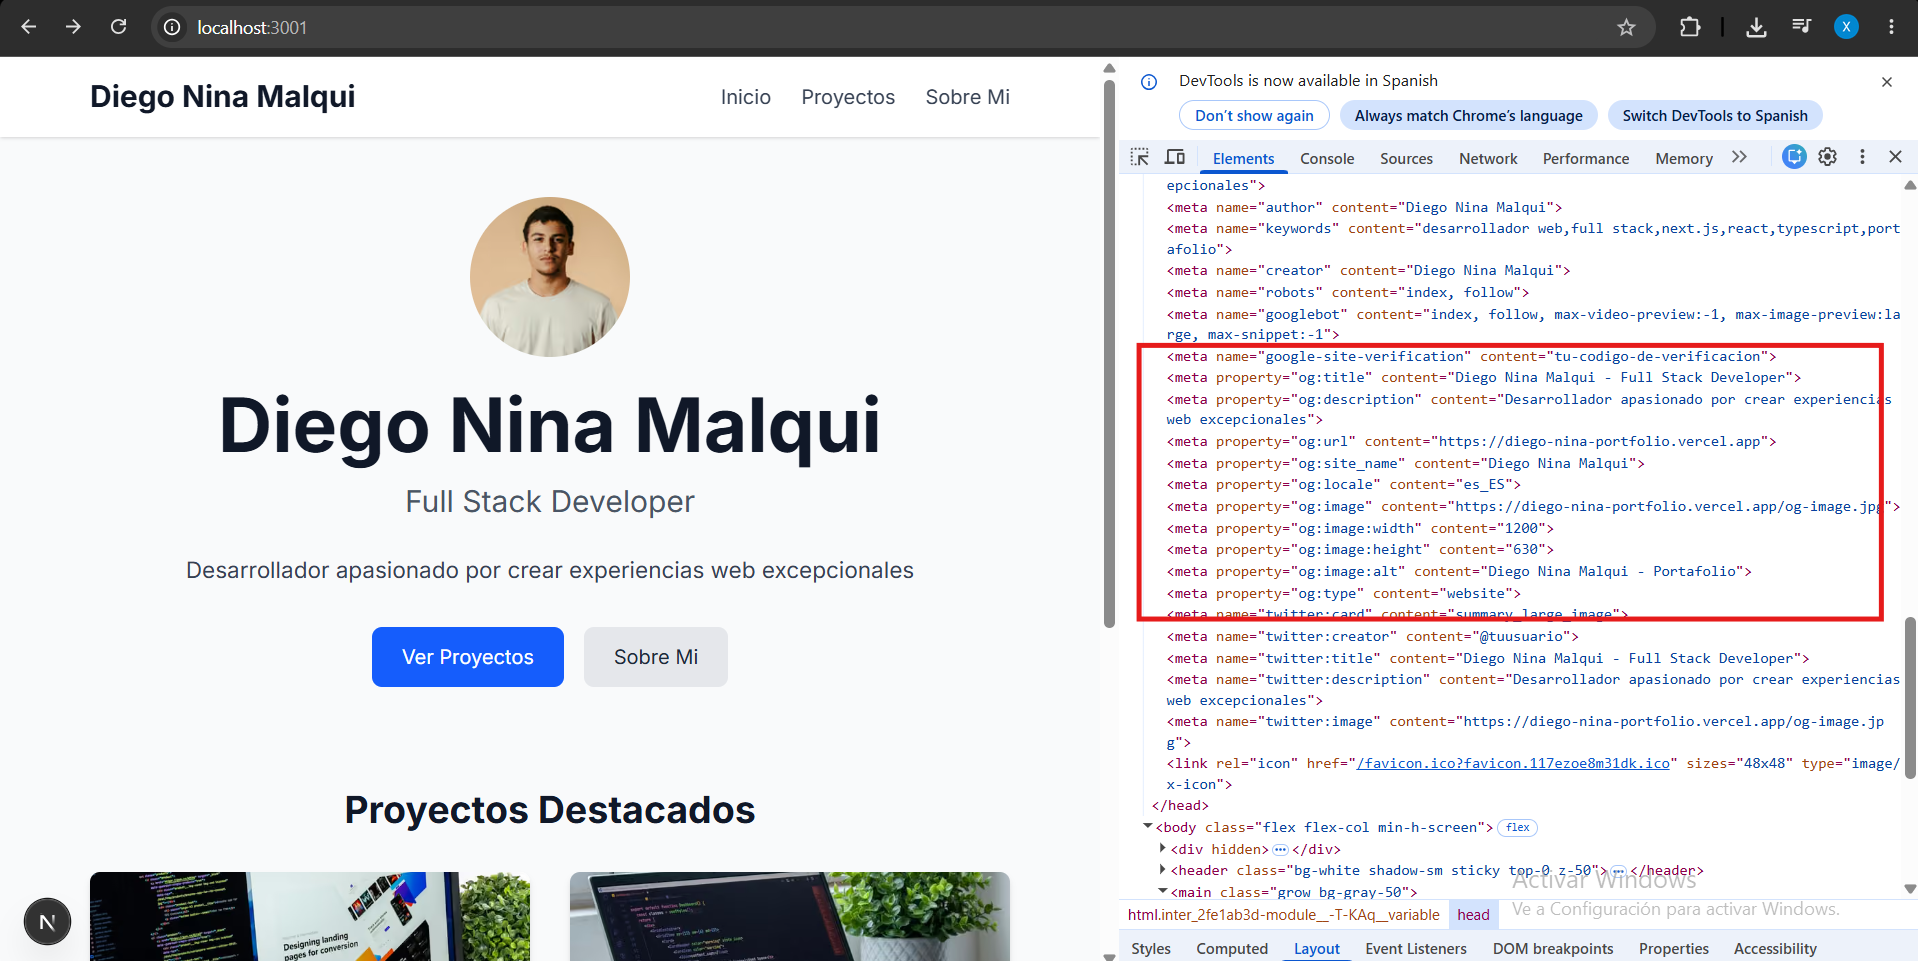 localhost:3001
X
Diego Nina Malqui
Inicio
Proyectos
Sobre Mi
Diego Nina Malqui
Full Stack Developer
Desarrollador apasionado por crear experiencias web excepcionales
Ver Proyectos
Sobre Mi
Proyectos Destacados
Designing landing
pages for conversion
N
DevTools is now available in Spanish
Don't show again
Always match Chrome's language
Switch DevTools to Spanish
Elements
Console
Sources
Network
Performance
Memory
epcionales">
<meta name="author" content="Diego Nina Malqui">
<meta name="keywords" content="desarrollador web,full stack,next.js,react,typescript,port
afolio">
<meta name="creator" content="Diego Nina Malqui">
<meta name="robots" content="index, follow">
<meta name="googlebot" content="index, follow, max-video-preview:-1, max-image-preview:la
rge, max-snippet:-1">
<meta name="google-site-verification" content="tu-codigo-de-verificacion">
<meta property="og:title" content="Diego Nina Malqui - Full Stack Developer">
<meta property="og:description" content="Desarrollador apasionado por crear experiencias
web excepcionales">
<meta property="og:url" content="https://diego-nina-portfolio.vercel.app">
<meta property="og:site_name" content="Diego Nina Malqui">
<meta property="og:locale" content="es_ES">
<meta property="og:image" content="https://diego-nina-portfolio.vercel.app/og-image.jpg">
<meta property="og:image:width" content="1200">
<meta property="og:image:height" content="630">
<meta property="og:image:alt" content="Diego Nina Malqui - Portafolio">
<meta property="og:type" content="website">
<meta name="twitter:card" content="summary_large_image">
<meta name="twitter:creator" content="@tuusuario">
<meta name="twitter:title" content="Diego Nina Malqui - Full Stack Developer">
<meta name="twitter:description" content="Desarrollador apasionado por crear experiencias
web excepcionales">
<meta name="twitter:image" content="https://diego-nina-portfolio.vercel.app/og-image.jp
g">
<link rel="icon" href="/favicon.ico?favicon.117ezoe8m31dk.ico" sizes="48x48" type="image/
x-icon">
</head>
<body class="flex flex-col min-h-screen"> flex
<div hidden>…</div>
<header class="bg-white shadow-sm sticky top-0 z-50">…</header>
<main class="grow bg-gray-50">
Activar Windows
Ve a Configuración para activar Windows.
html.inter_2fe1ab3d-module__-T-KAq__variable
head
Styles
Computed
Layout
Event Listeners
DOM breakpoints
Properties
Accessibility